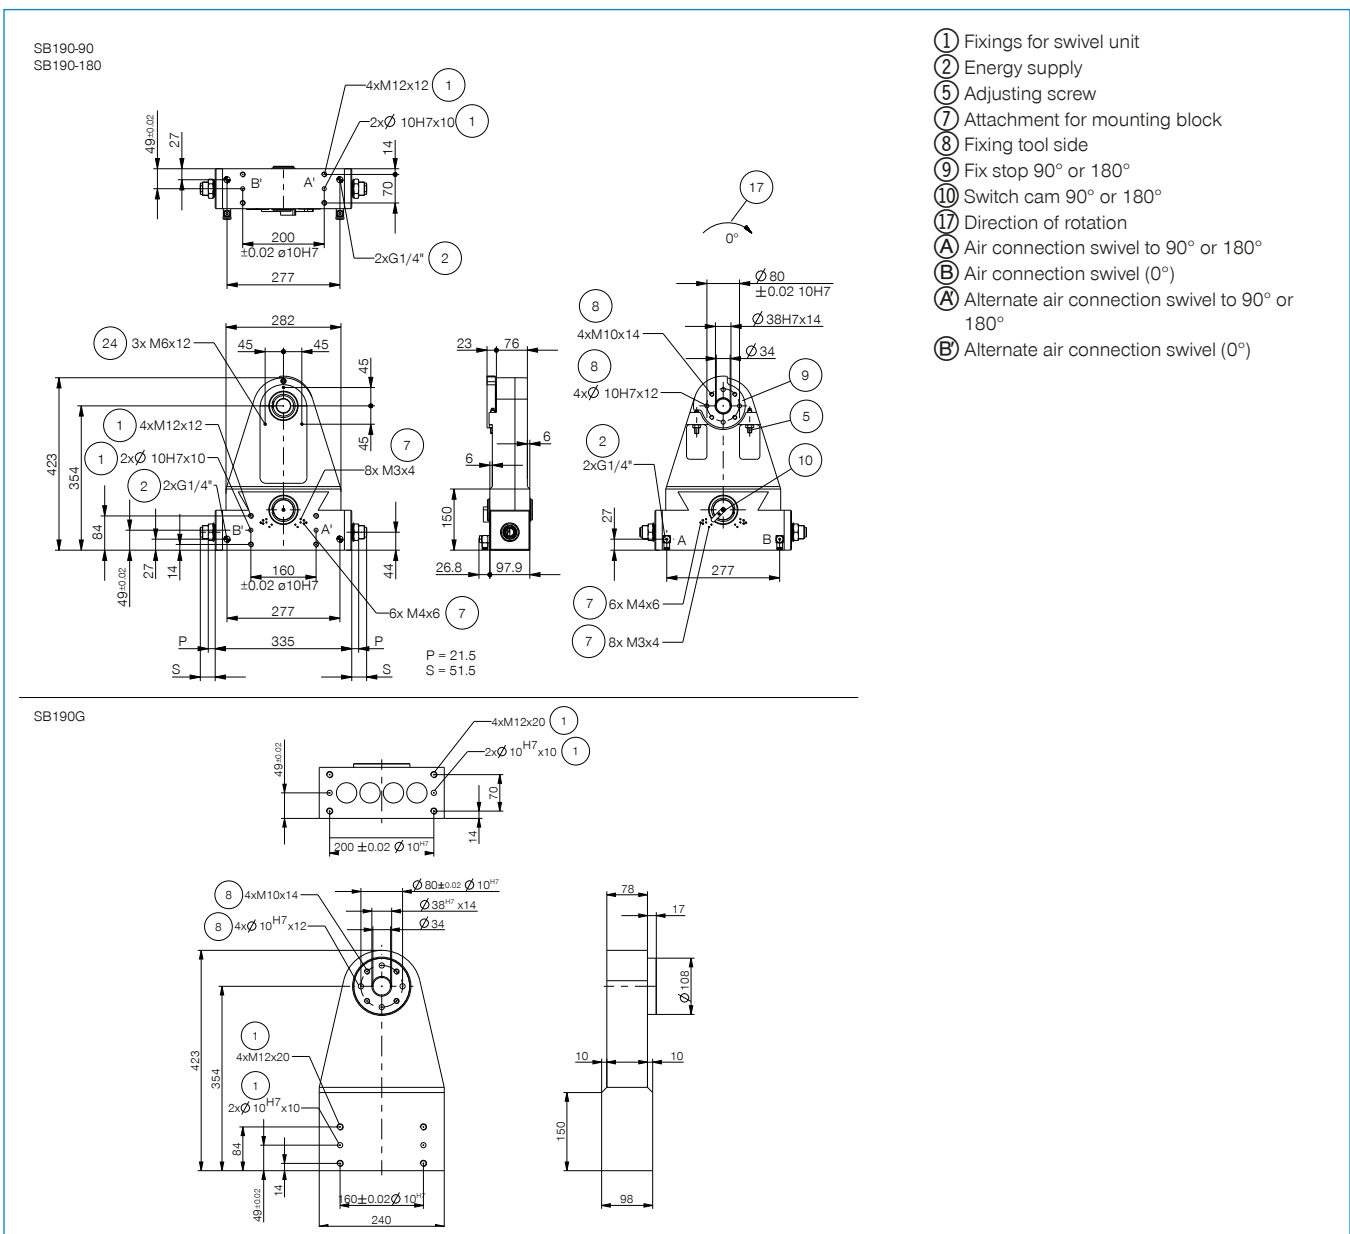 SB190-90
SB190-180
4xM12x12 1
2xØ 10H7x10 1
49±0.02
27
14
70
B' A'
200
±0.02 ø10H7
277
2xG1/4" 2
17
0°
Ø 80
±0.02 10H7
Ø 38H7x14
Ø 34
8
4xM10x14
8
4xØ 10H7x12
9
5
2
2xG1/4"
10
27
A B
277
7 6x M4x6
7 8x M3x4
282
24 3x M6x12
45 45
45
45
1 4xM12x12
1 2xØ 10H7x10
2 2xG1/4"
7
8x M3x4
423
354
84
49±0.02
27
14
B' A'
44
160
±0.02 ø10H7
277
6x M4x6 7
P 335 P
S S
P = 21.5
S = 51.5
23 76
6
6
150
26.8 97.9
SB190G
4xM12x20 1
2xØ 10H7x10 1
49±0.02
70
14
200 ±0.02 Ø 10H7
Ø 80±0.02 Ø 10H7
Ø 38H7 x14
Ø 34
8 4xM10x14
8 4xØ 10H7x12
1
4xM12x20
1
2xØ 10H7x10
423
354
84
49±0.02
14
160±0.02Ø 10H7
240
78
17
Ø 108
10 10
150
98
1 Fixings for swivel unit
2 Energy supply
5 Adjusting screw
7 Attachment for mounting block
8 Fixing tool side
9 Fix stop 90° or 180°
10 Switch cam 90° or 180°
17 Direction of rotation
A Air connection swivel to 90° or 180°
B Air connection swivel (0°)
A' Alternate air connection swivel to 90° or
180°
B' Alternate air connection swivel (0°)